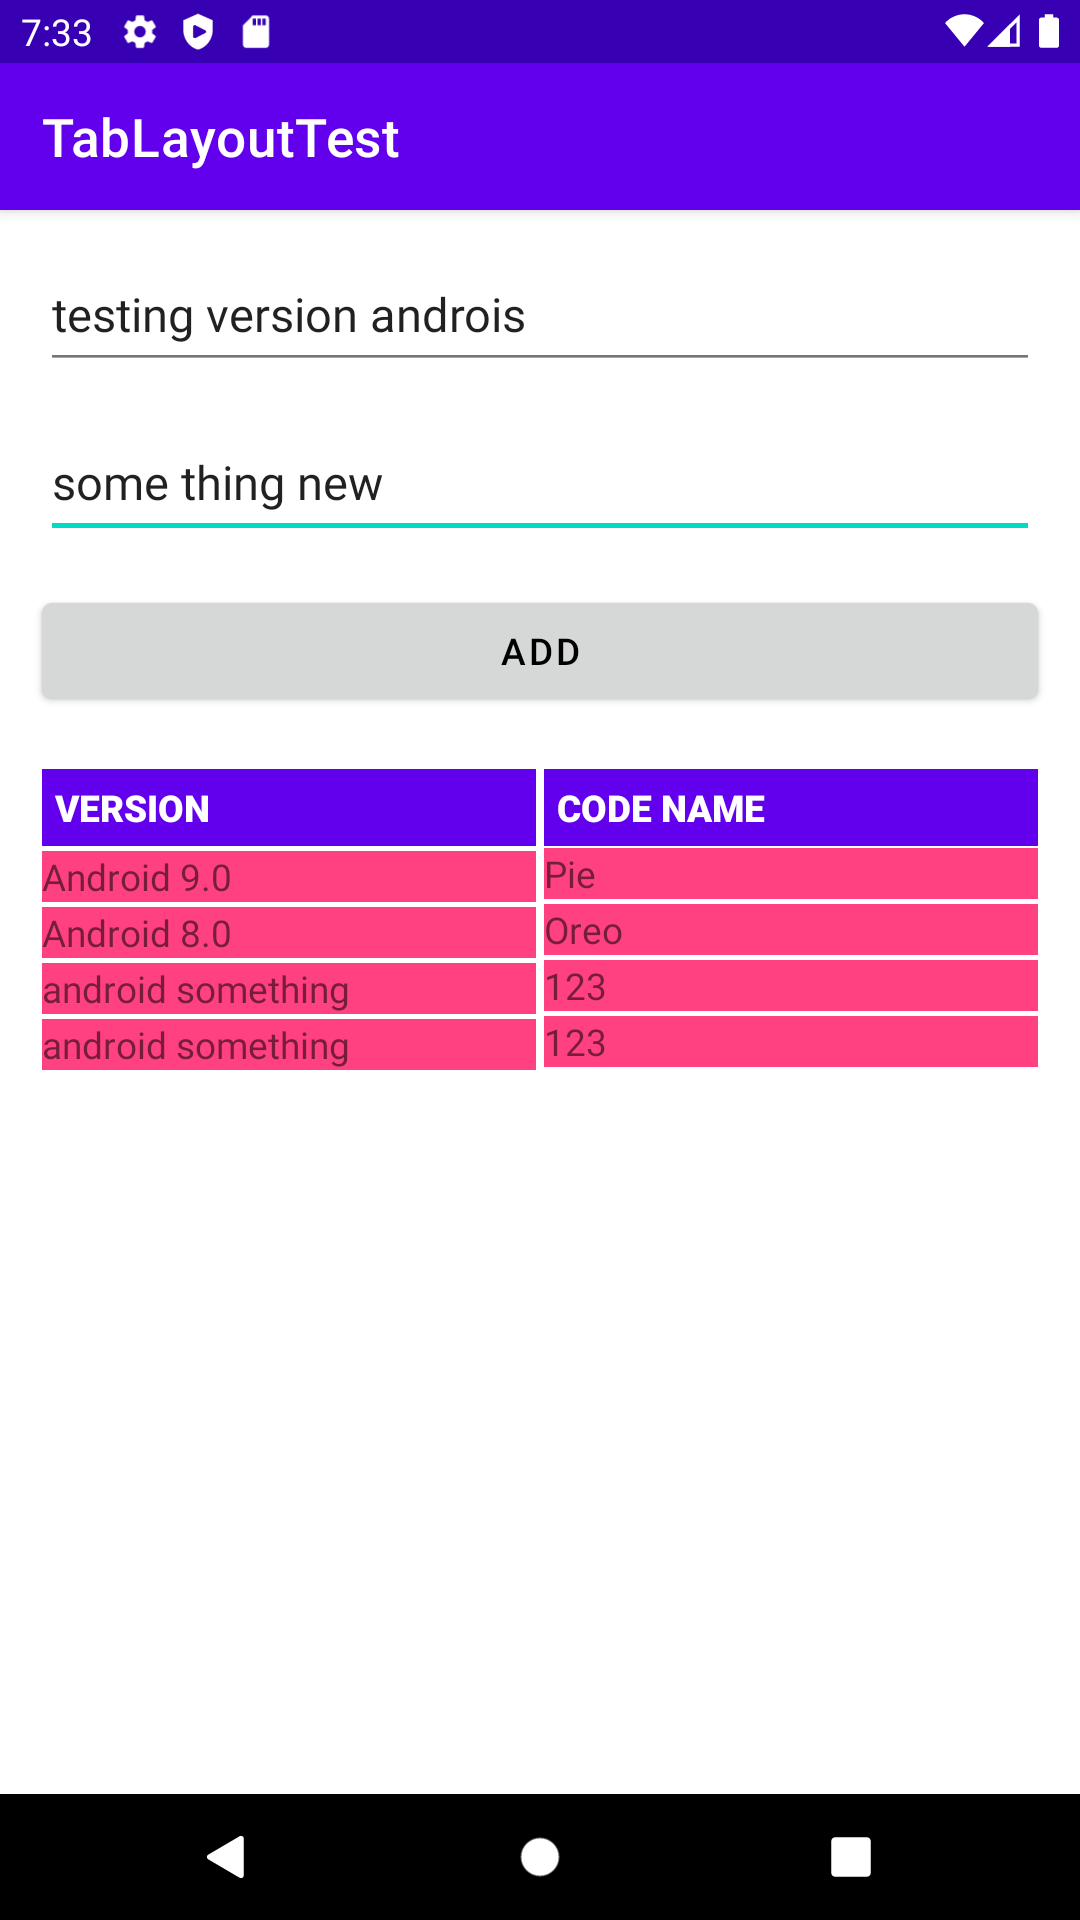 7:33
TabLayoutTest
testing version androis
some thing new
ADD
VERSION CODE NAME
Android 9.0 Pie
Android 8.0 Oreo
android something 123
android something 123